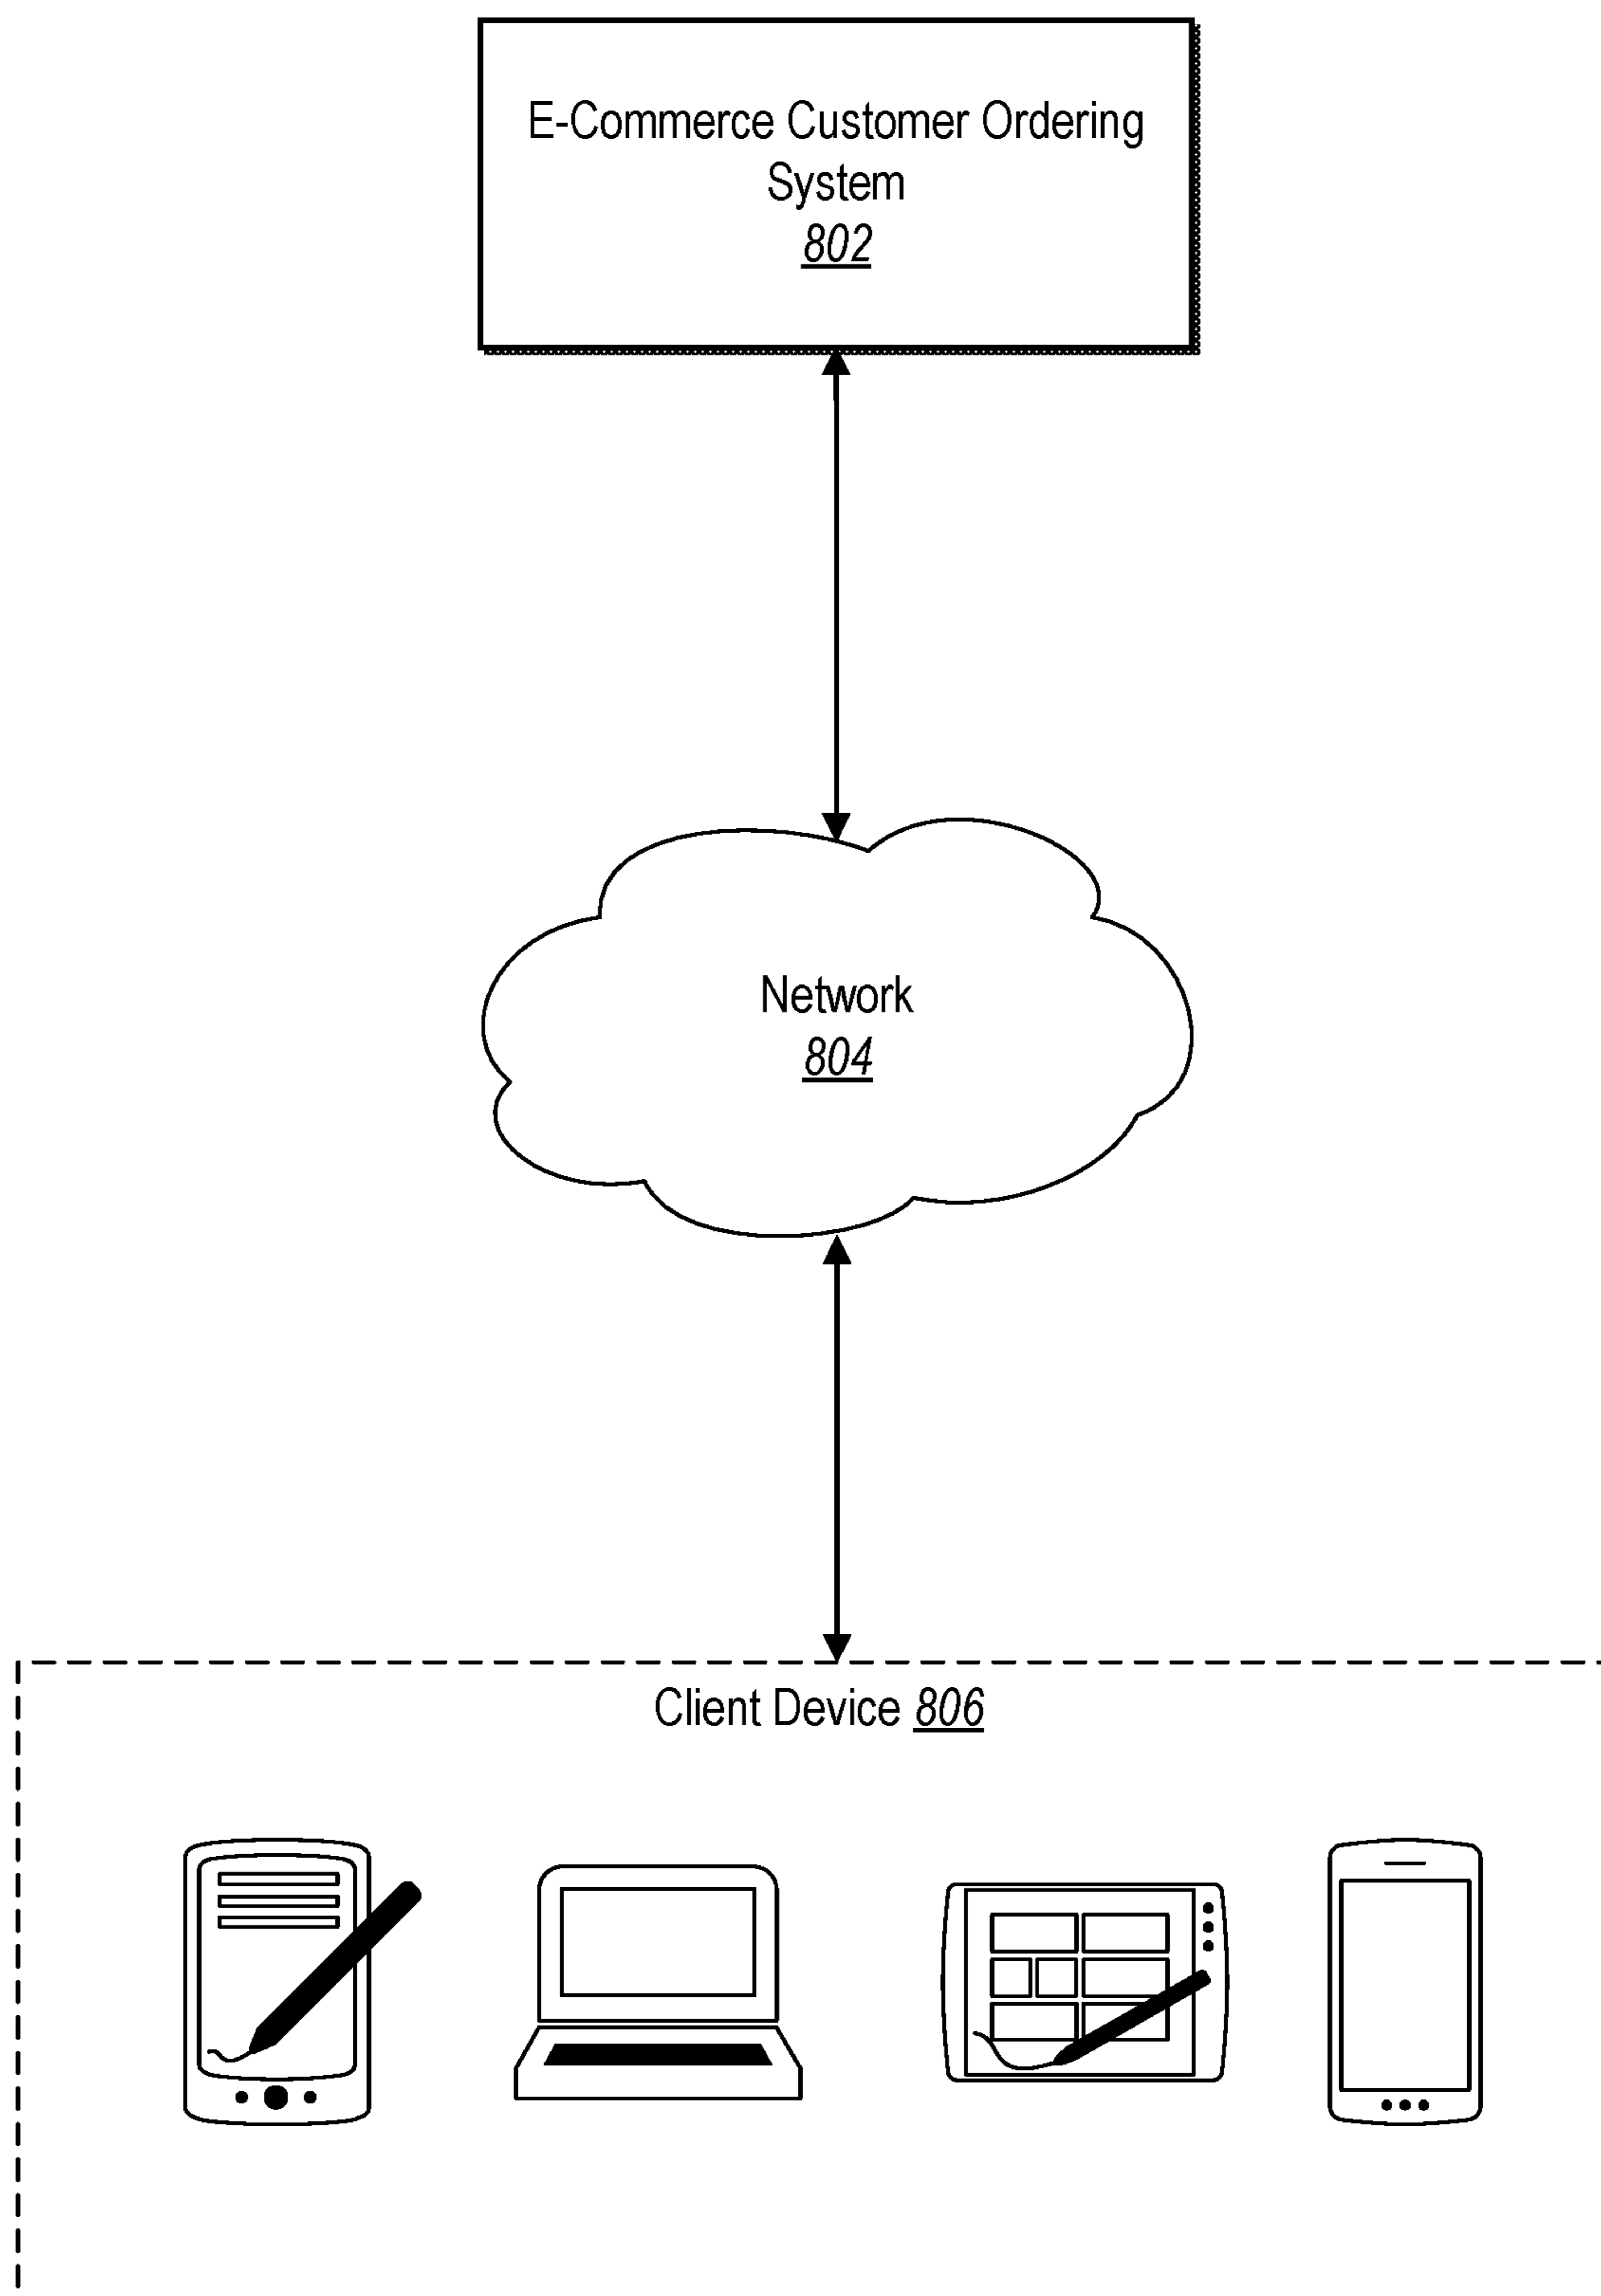 E-Commerce Customer Ordering
System
802
Network
804
Client Device 806